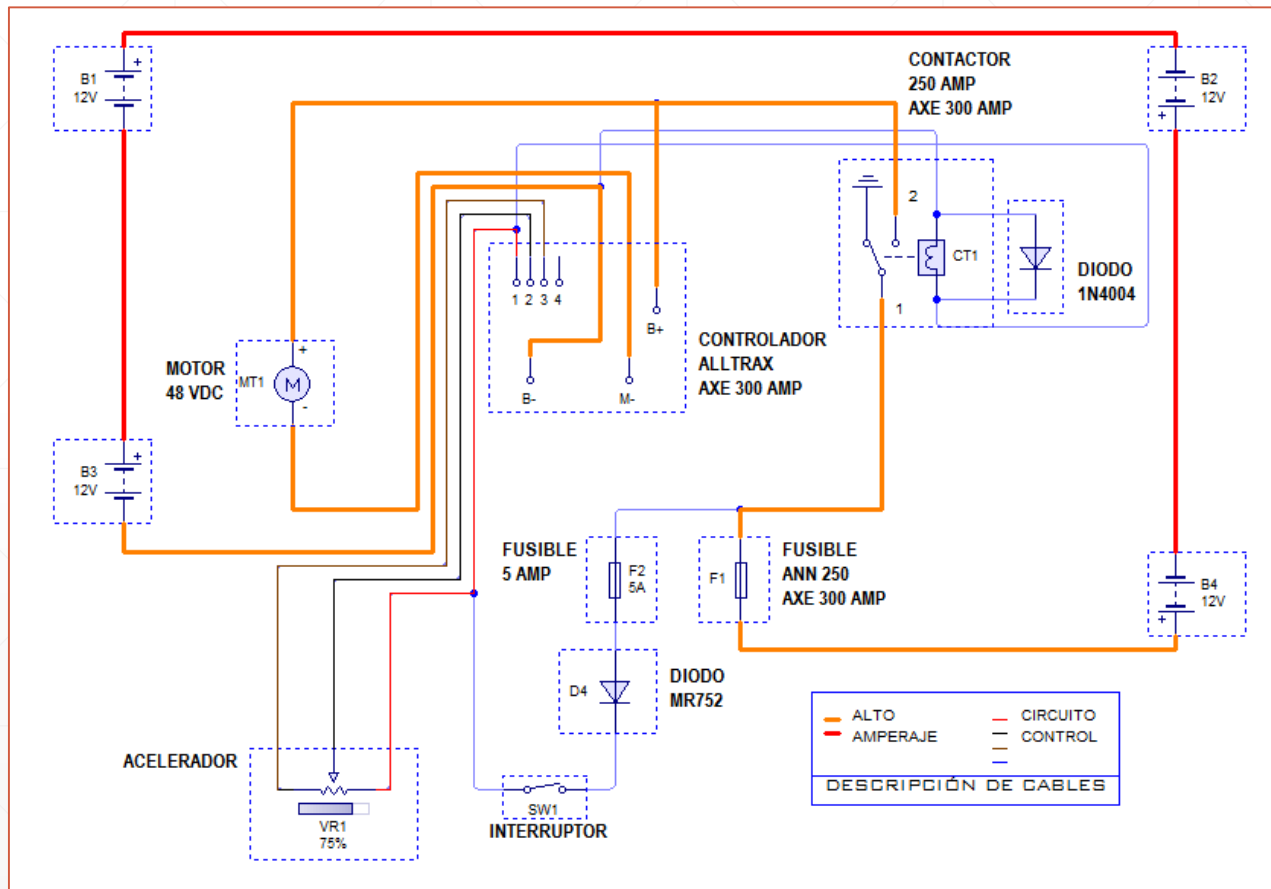 B1
12V
+
CONTACTOR
250 AMP
AXE 300 AMP
B2
12V
+
2
CT1
1
DIODO
1N4004
1 2 3 4
B+
B-
M-
CONTROLADOR
ALLTRAX
AXE 300 AMP
MOTOR
48 VDC
+
MT1
M
-
B3
12V
+
FUSIBLE
5 AMP
F2
5A
F1
FUSIBLE
ANN 250
AXE 300 AMP
B4
12V
+
D4
DIODO
MR752
ACELERADOR
VR1
75%
SW1
INTERRUPTOR
ALTO
AMPERAJE
CIRCUITO
CONTROL
DESCRIPCIÓN DE CABLES